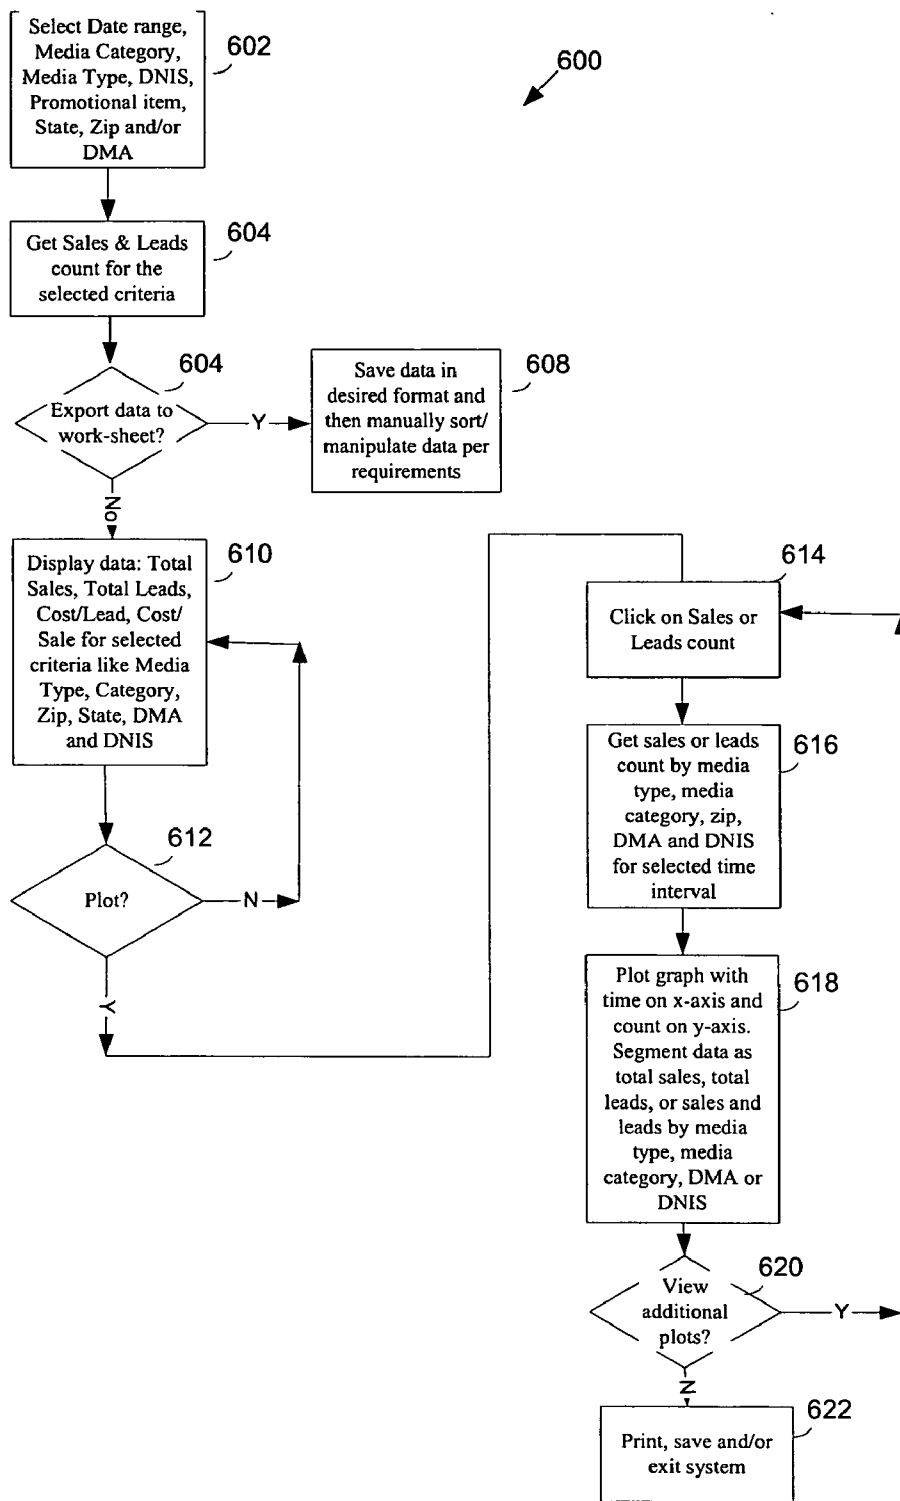 Select Date range,
Media Category,
Media Type, DNIS,
Promotional item,
State, Zip and/or
DMA
602
600
Get Sales & Leads
count for the
selected criteria
604
Export data to
work-sheet?
604
Y
Save data in
desired format and
then manually sort/
manipulate data per
requirements
608
No
Display data: Total
Sales, Total Leads,
Cost/Lead, Cost/
Sale for selected
criteria like Media
Type, Category,
Zip, State, DMA
and DNIS
610
Plot?
612
N
Y
Click on Sales or
Leads count
614
Get sales or leads
count by media
type, media
category, zip,
DMA and DNIS
for selected time
interval
616
Plot graph with
time on x-axis and
count on y-axis.
Segment data as
total sales, total
leads, or sales and
leads by media
type, media
category, DMA or
DNIS
618
View
additional
plots?
620
Y
N
Print, save and/or
exit system
622